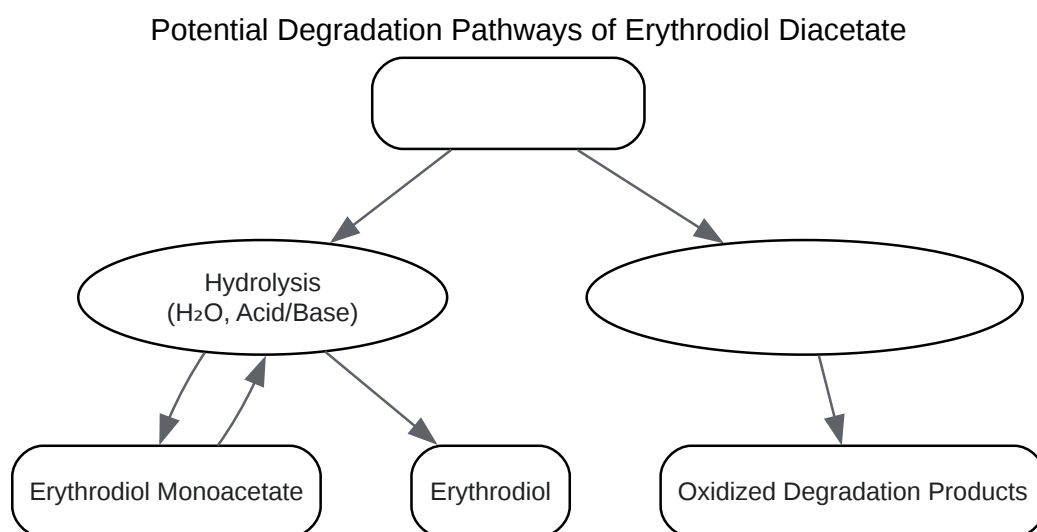 Potential Degradation Pathways of Erythrodiol Diacetate
Hydrolysis
(H₂O, Acid/Base)
Erythrodiol Monoacetate
Erythrodiol
Oxidized Degradation Products